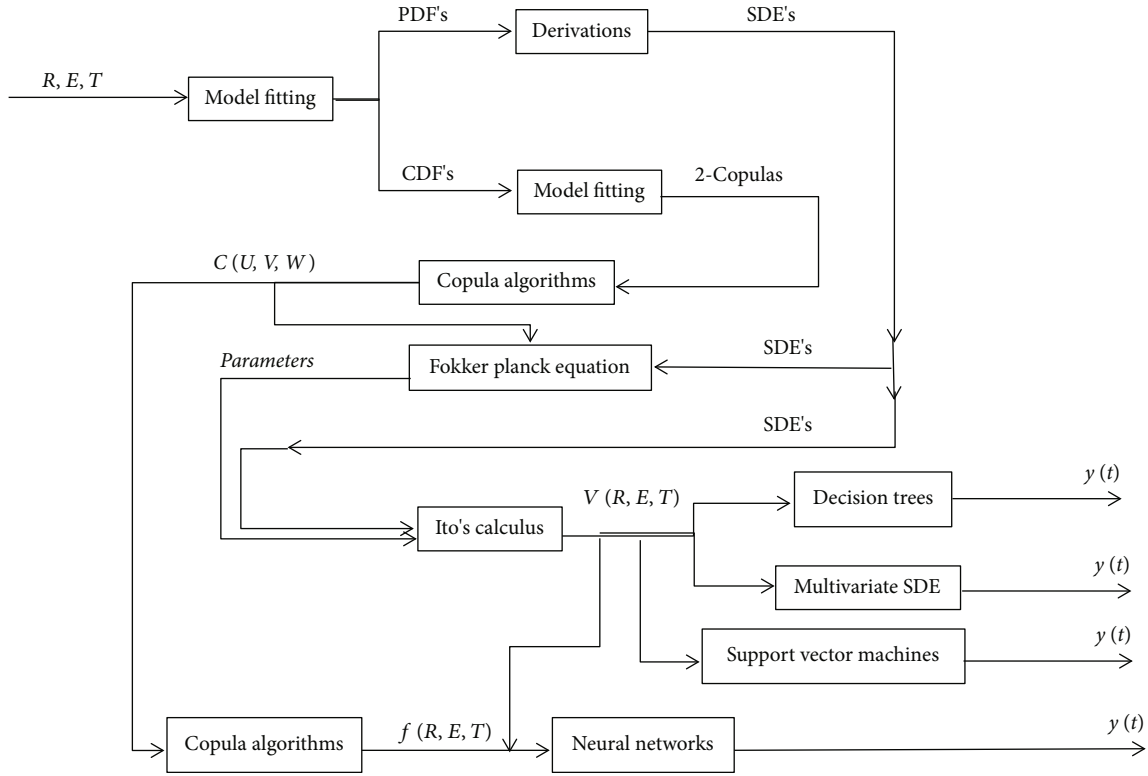 PDF's
Derivations
SDE's
R, E, T
Model fitting
CDF's
Model fitting
2-Copulas
C (U, V, W)
Copula algorithms
Parameters
Fokker planck equation
SDE's
SDE's
V (R, E, T)
Decision trees
y (t)
Ito's calculus
Multivariate SDE
y (t)
Support vector machines
y (t)
Copula algorithms
f (R, E, T)
Neural networks
y (t)